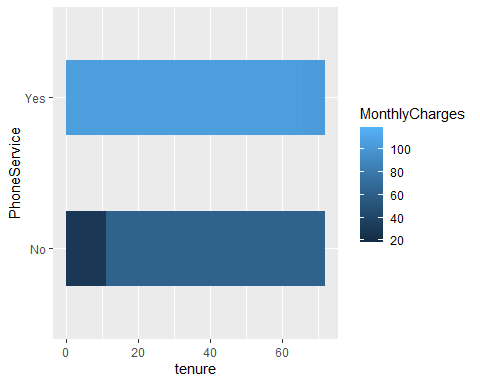 MonthlyCharges
100
80
60
40
20
PhoneService
Yes
No
0 20 40 60
tenure